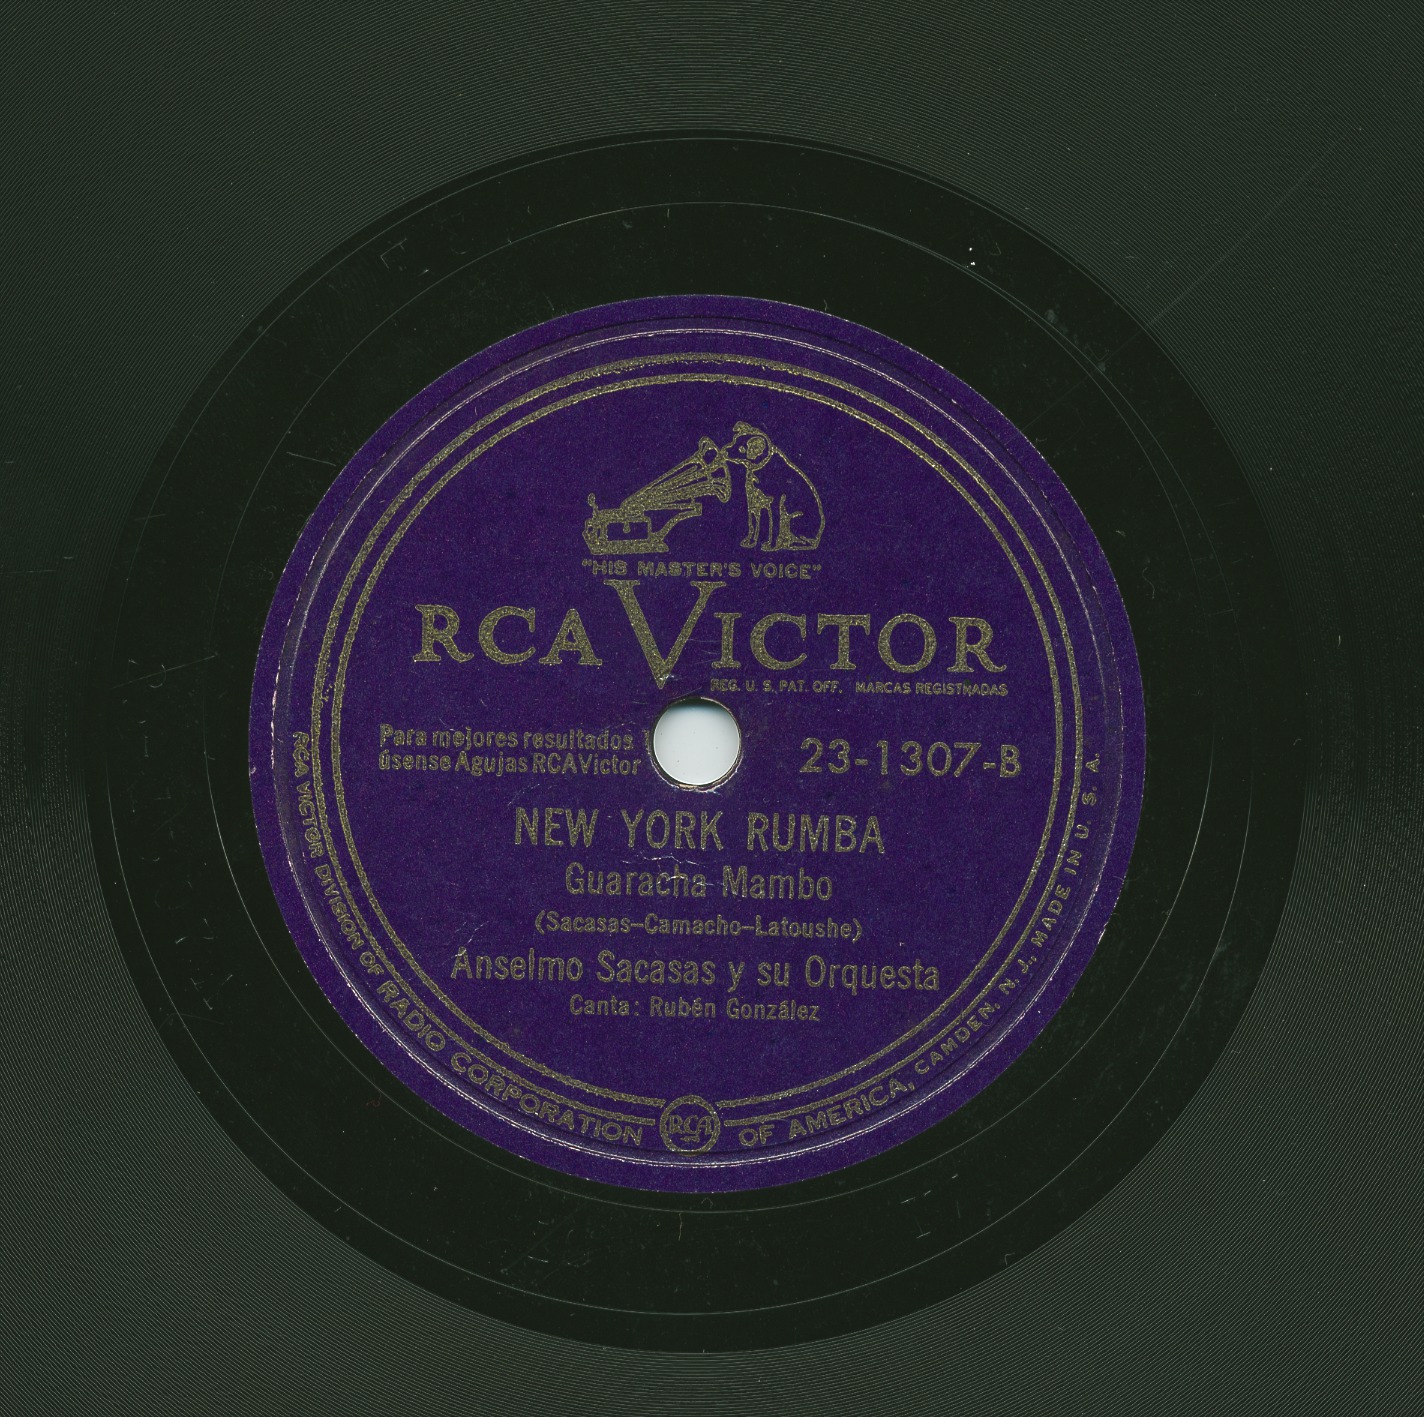 "HIS MASTER'S VOICE"
RCA VICTOR
REG. U. S. PAT. OFF. MARCAS REGISTRADAS
Para mejores resultados
úsense Agujas RCA Victor
23-1307-B
NEW YORK RUMBA
Guaracha Mambo
(Sacasas-Camacho-Latoushe)
Anselmo Sacasas y su Orquesta
Canta: Rubén González
RCA VICTOR DIVISION OF RADIO CORPORATION OF AMERICA, CAMDEN, N. J., MADE IN U. S. A.
RCA